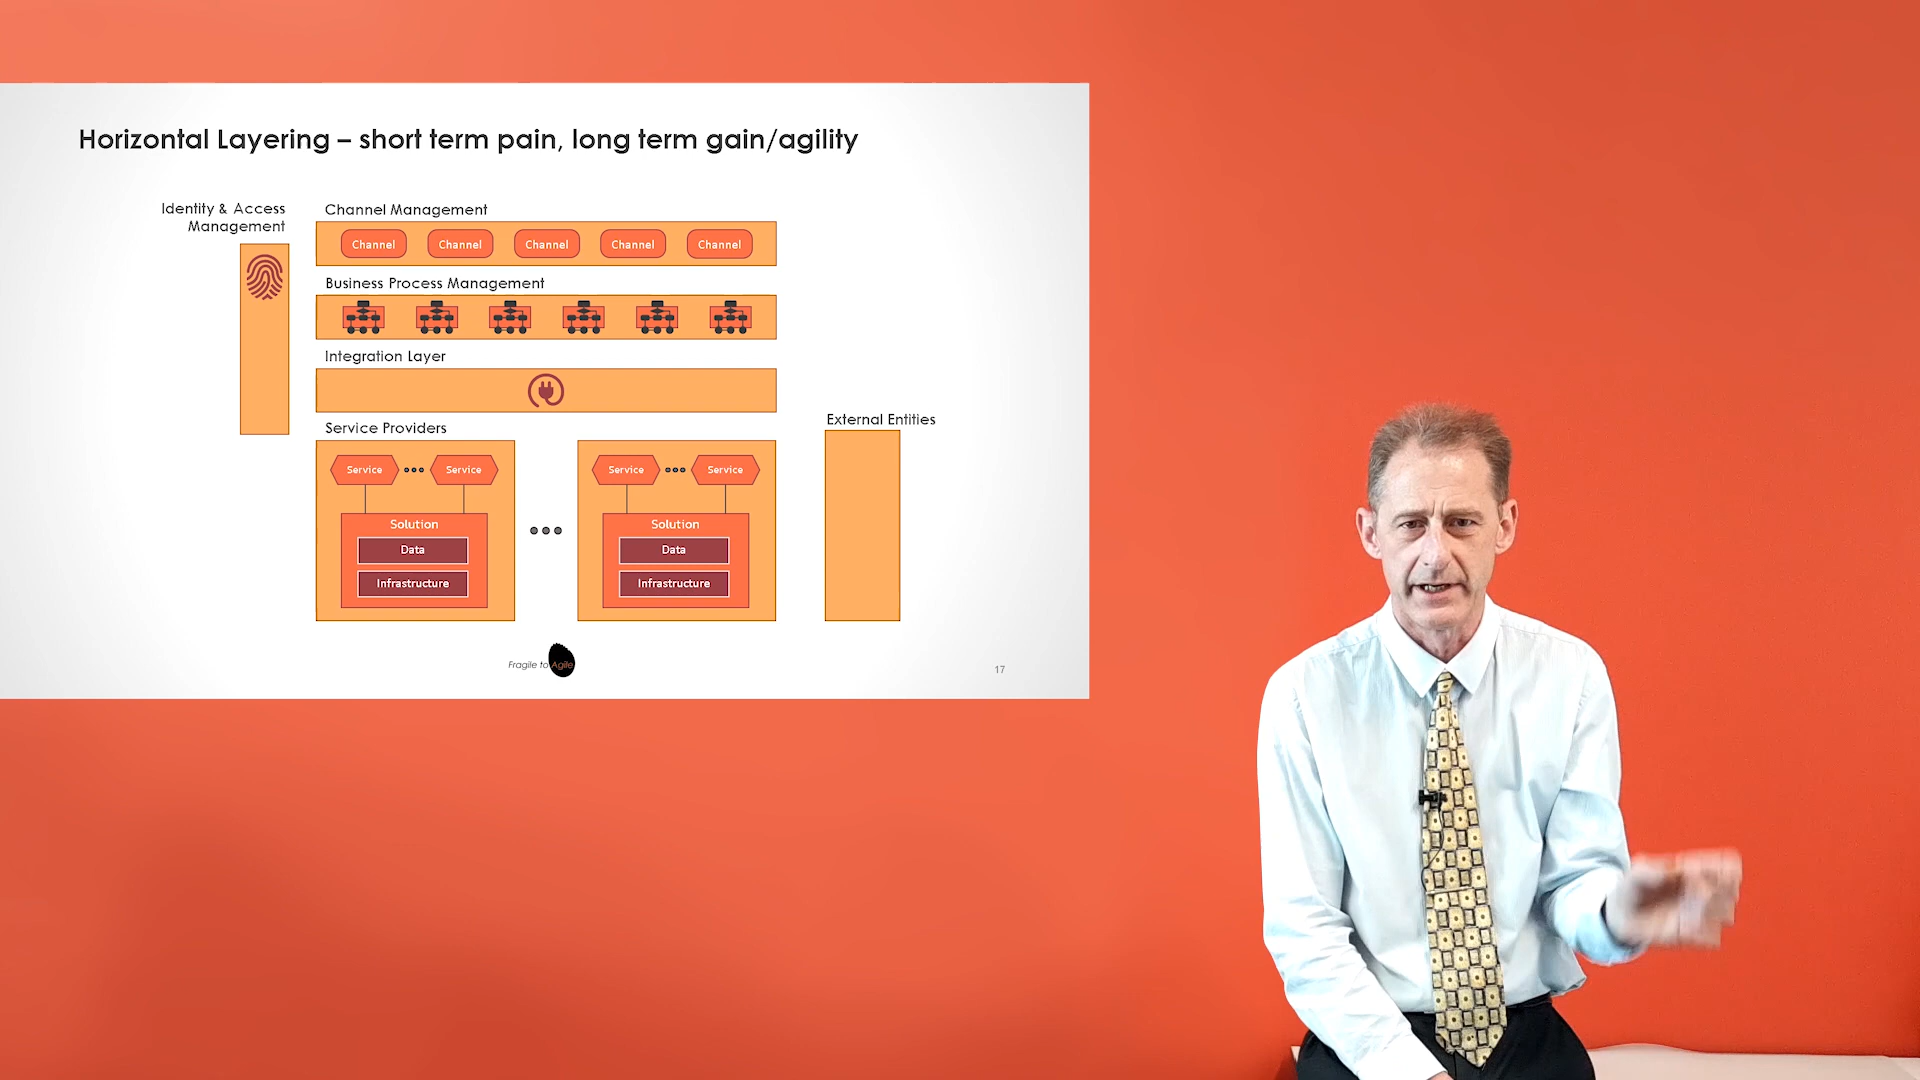 Horizontal Layering – short term pain, long term gain/agility
Identity & Access
Management
Channel Management
Channel Channel Channel Channel Channel
Business Process Management
Integration Layer
External Entities
Service Providers
Service Service Service Service
Solution Solution
Data Data
Infrastructure Infrastructure
Fragile to Agile
17